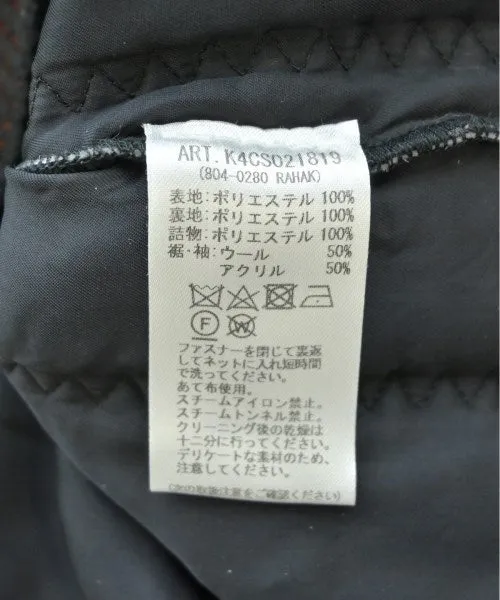 ART. K4CS021819
(804-0280 RAHAK)
表地:ポリエステル 100%
裏地:ポリエステル 100%
詰物:ポリエステル 100%
裾・袖:ウール 50%
アクリル 50%
F W
ファスナーを閉じて裏返
してネットに入れ短時間
で洗ってください。
あて布使用。
スチームアイロン禁止。
スチームトンネル禁止。
クリーニング後の乾燥は
十二分に行ってください。
デリケートな素材のため、
注意してください。
(次の取扱注意をご確認ください)